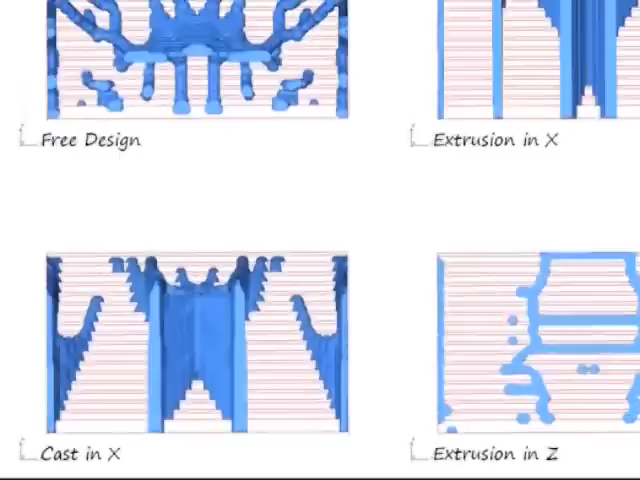 Free Design
Extrusion in X
Cast in X
Extrusion in Z